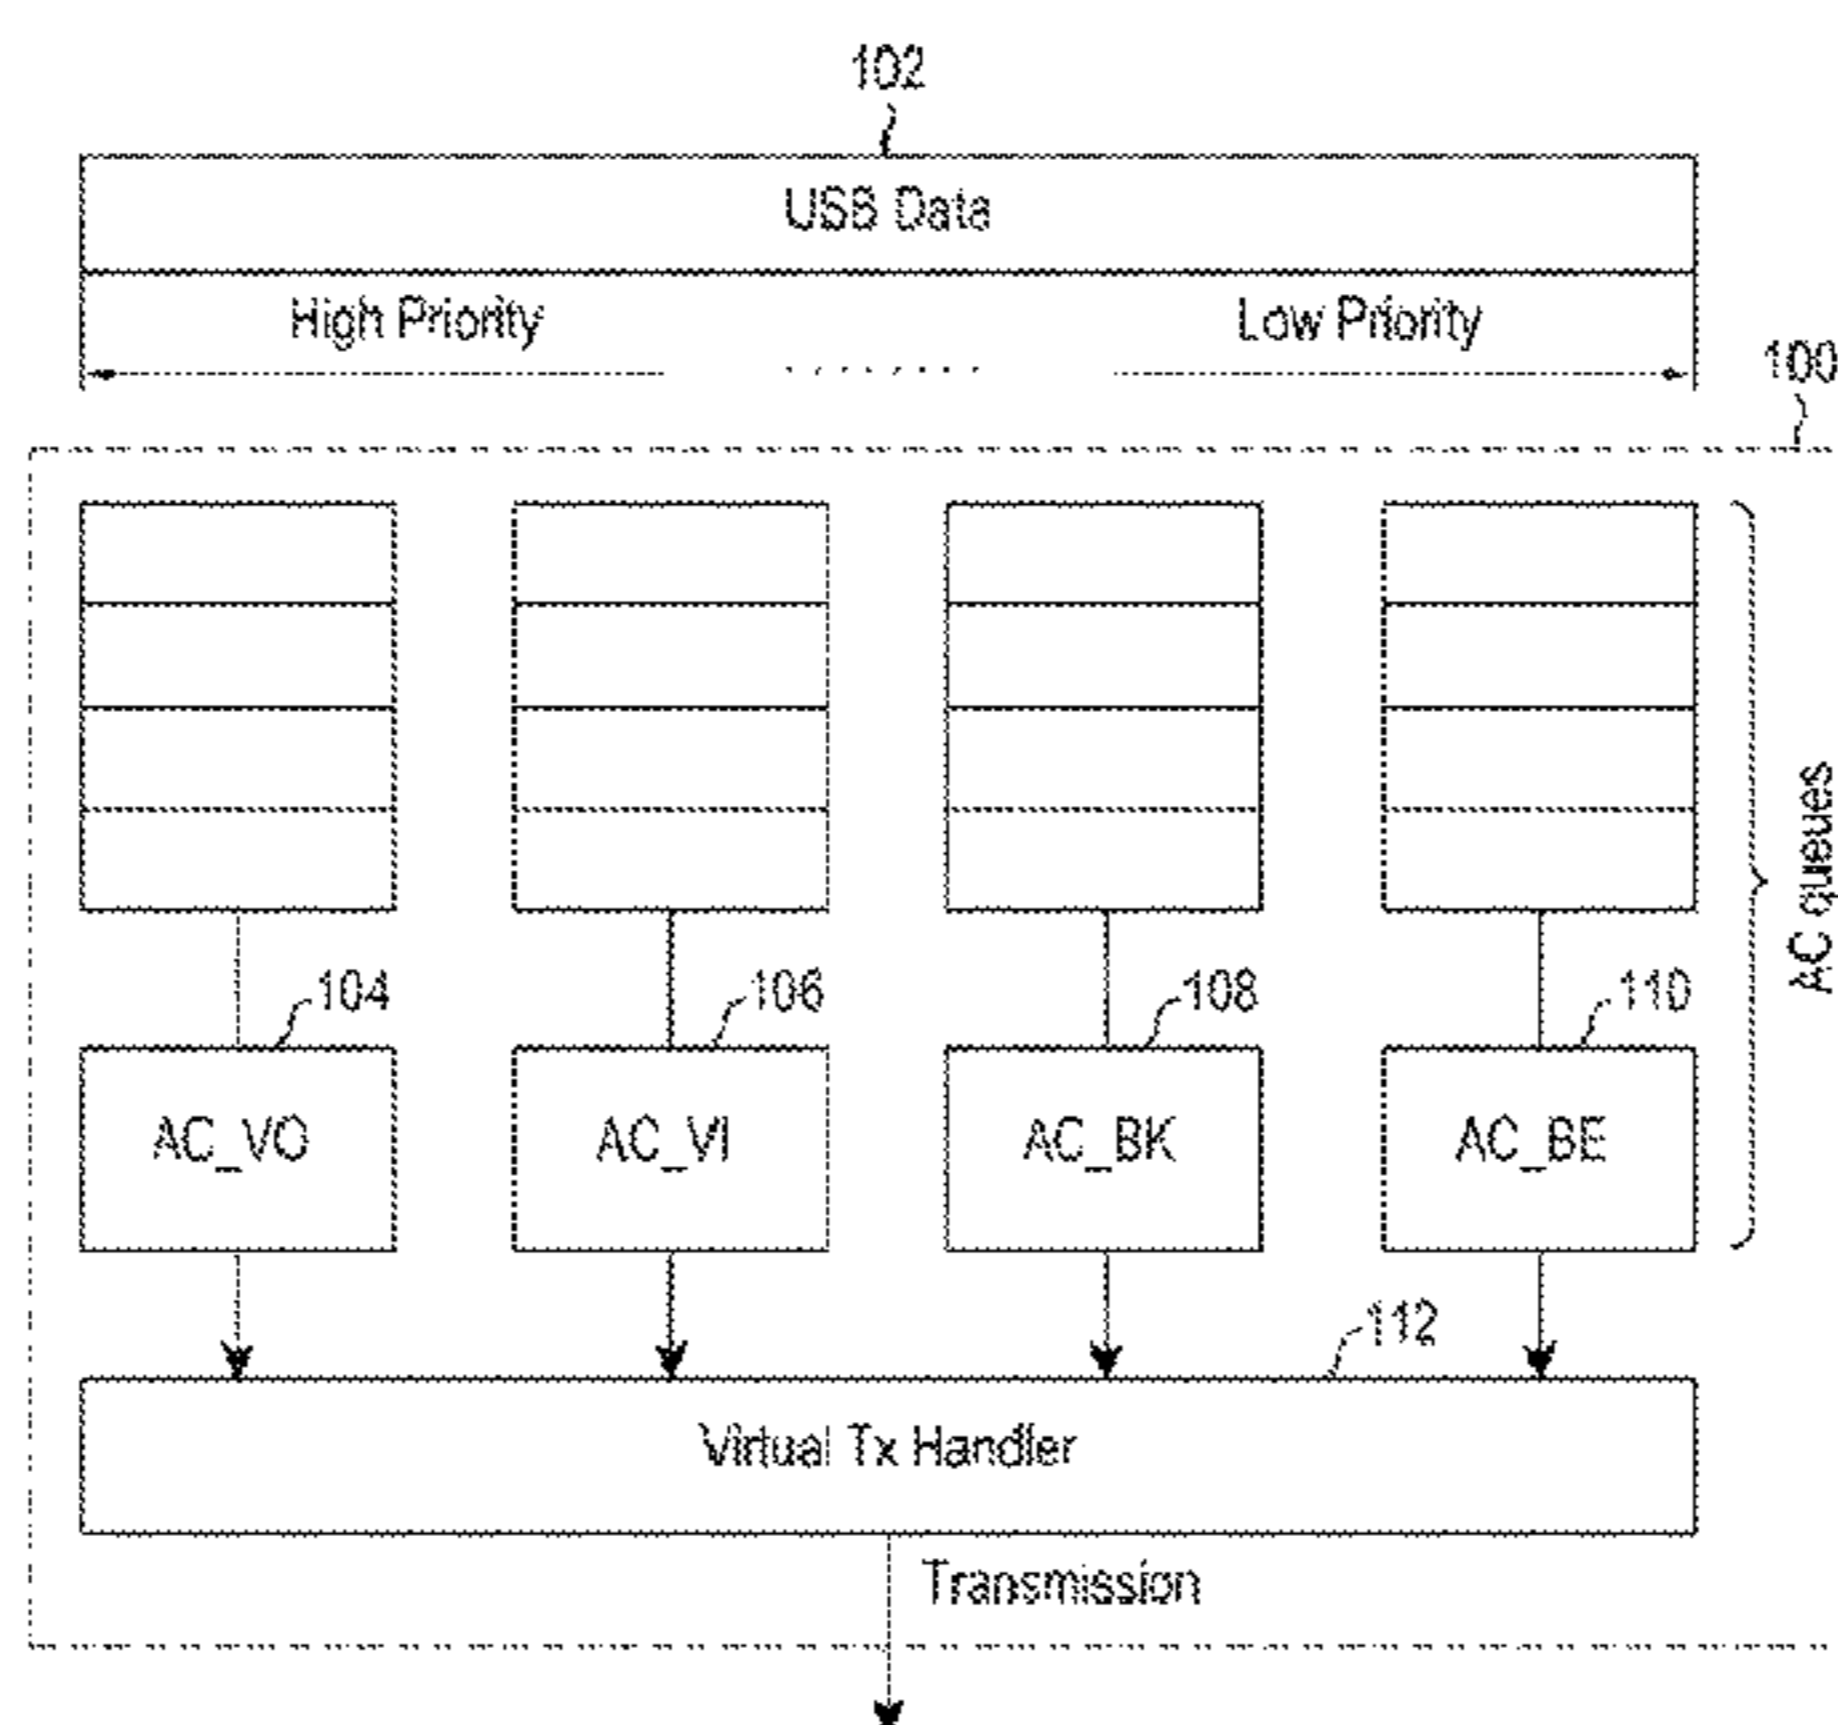 102
USB Data
High Priority
Low Priority
100
104
106
108
110
AC_VO
AC_VI
AC_BK
AC_BE
AC queues
112
Virtual Tx Handler
Transmission